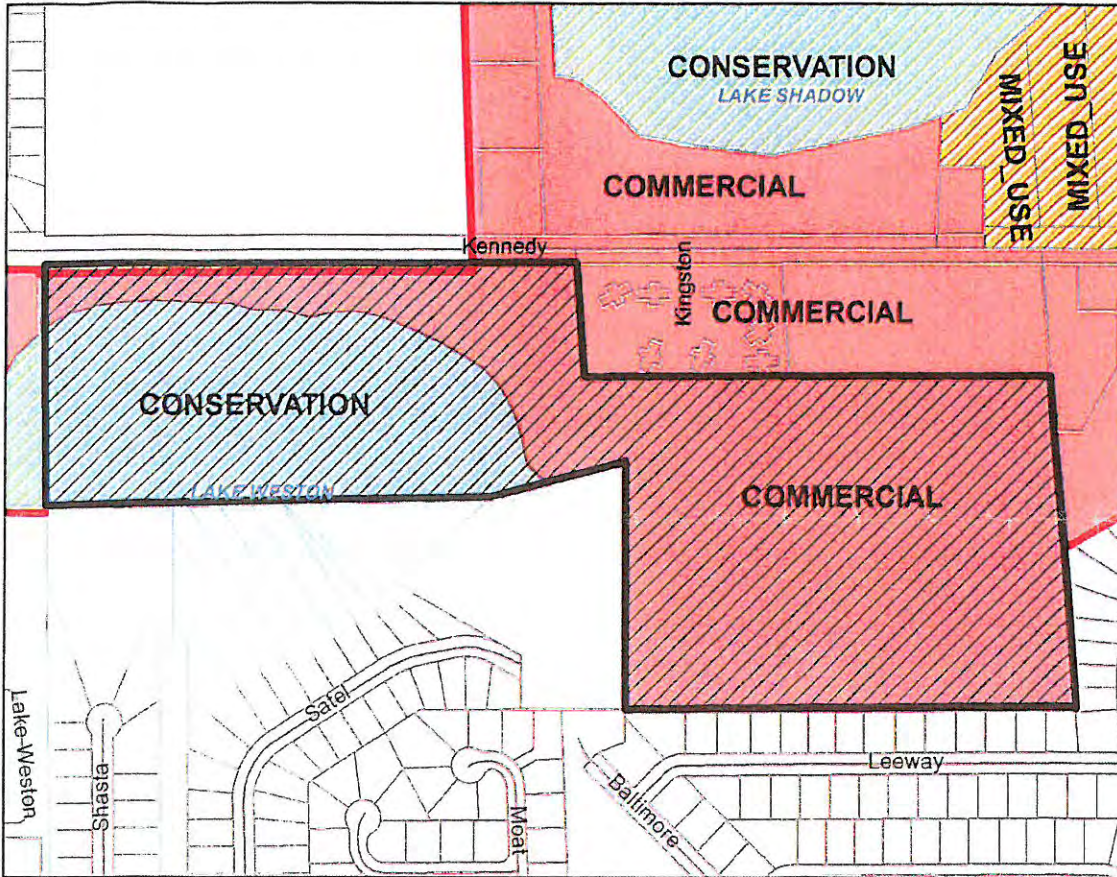 CONSERVATION
LAKE SHADOW
MIXED_USE
MIXED_USE
COMMERCIAL
Kennedy
Kingston
COMMERCIAL
CONSERVATION
LAKE WESTON
COMMERCIAL
Lake-Weston
Shasta
Satel
Moat
Baltimore
Leeway